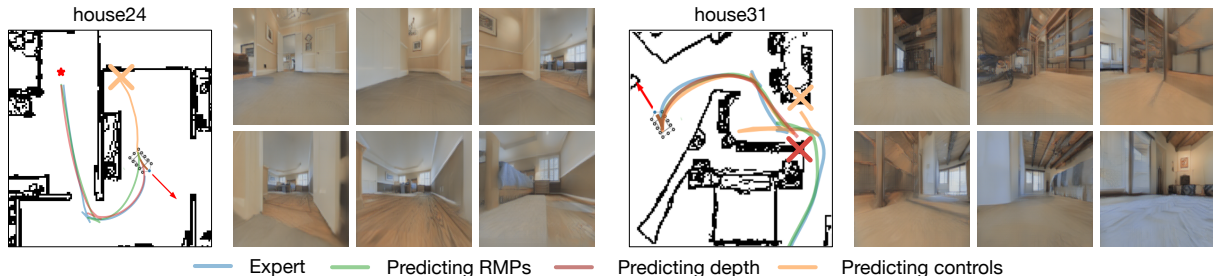 house24
house31
Expert
Predicting RMPs
Predicting depth
Predicting controls